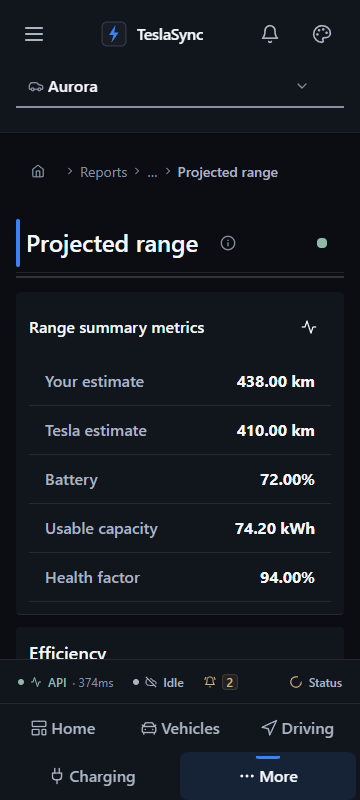 TeslaSync
Aurora
Reports ... Projected range
Projected range
Range summary metrics
Your estimate 438.00 km
Tesla estimate 410.00 km
Battery 72.00%
Usable capacity 74.20 kWh
Health factor 94.00%
Efficiency
API · 374ms Idle 2 Status
Home Vehicles Driving
Charging More